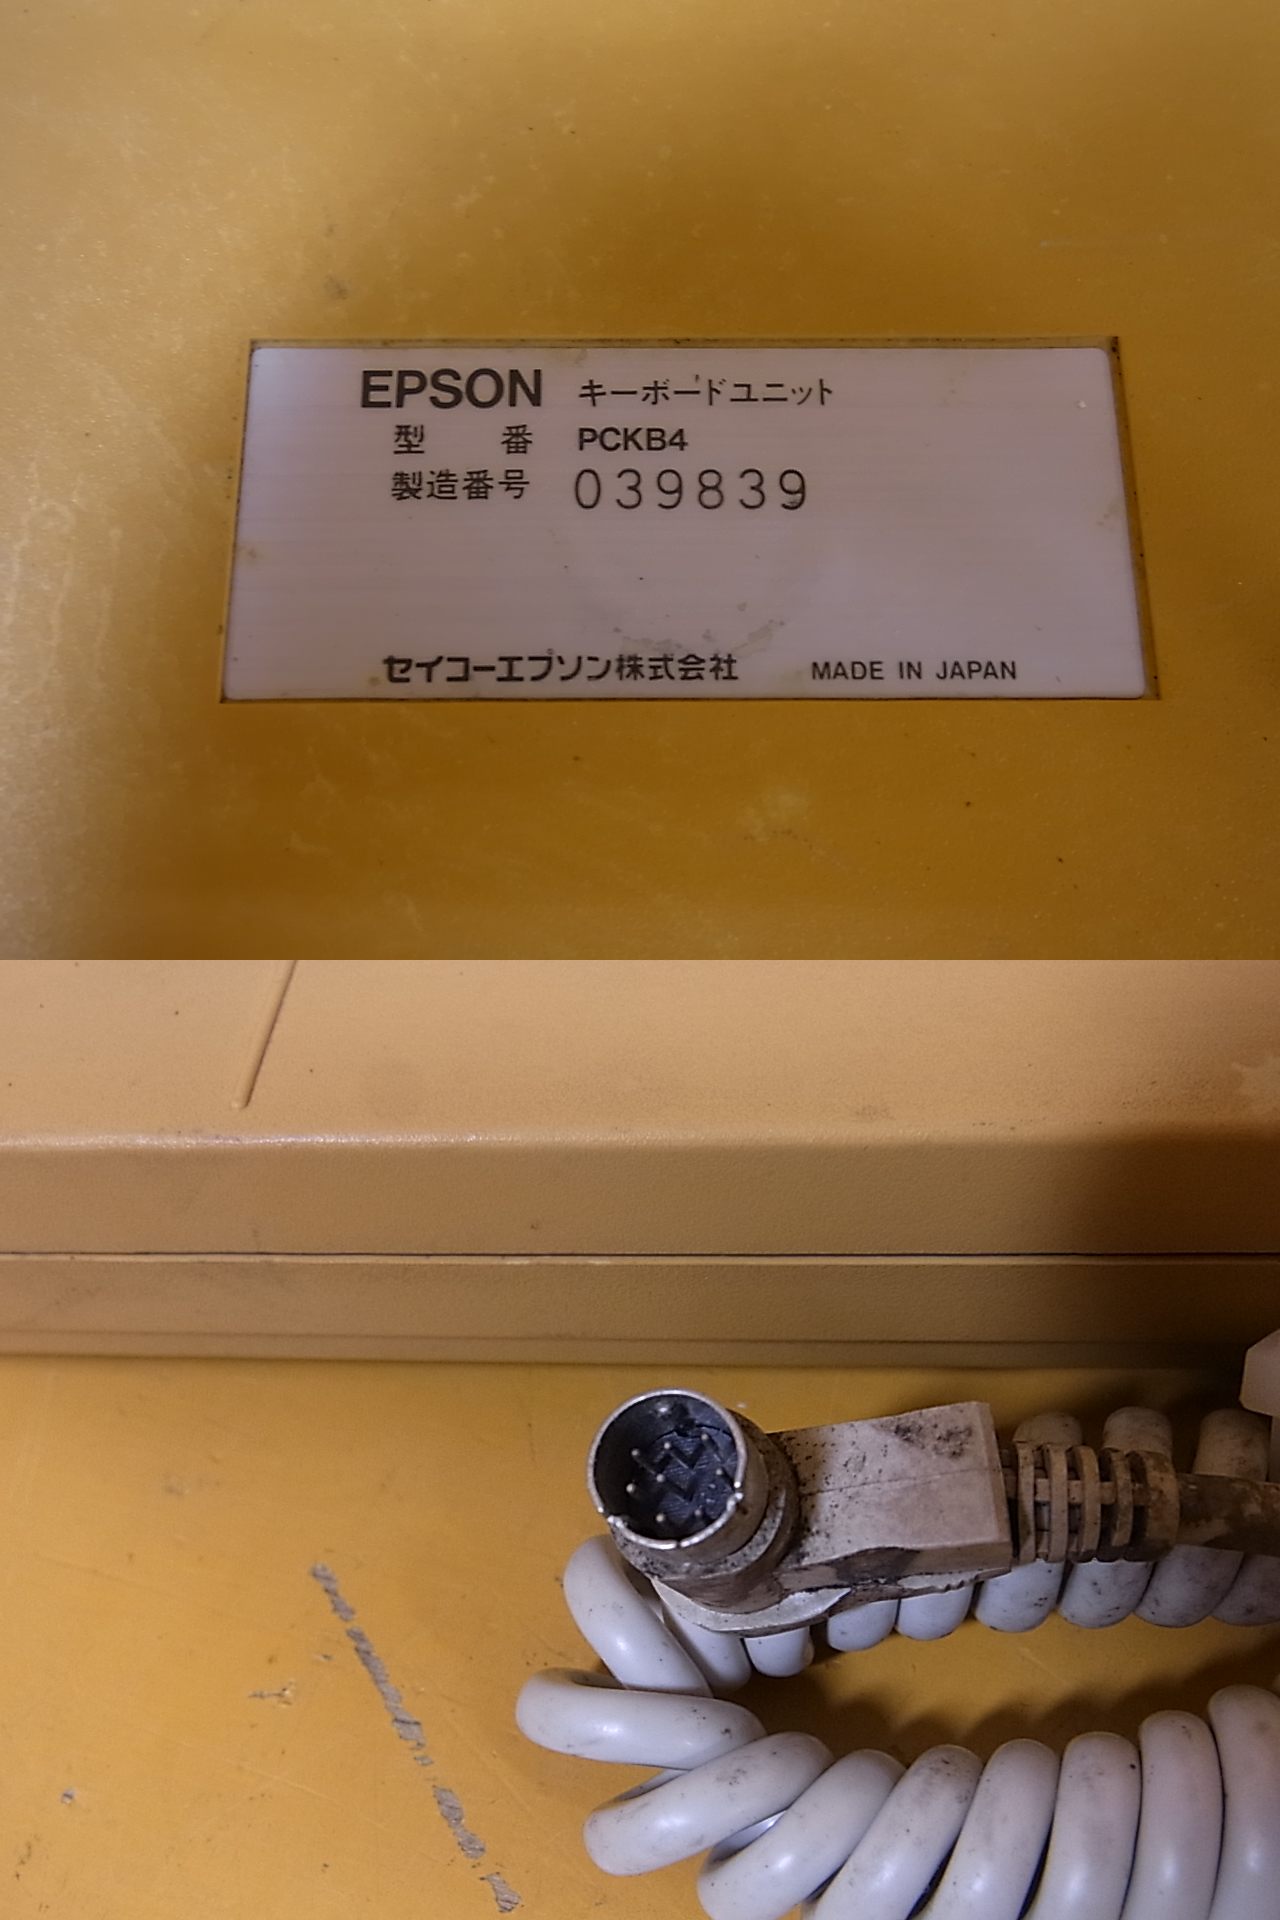 EPSON キーボードユニット
型 番 PCKB4
製造番号 039839
セイコーエプソン株式会社 MADE IN JAPAN